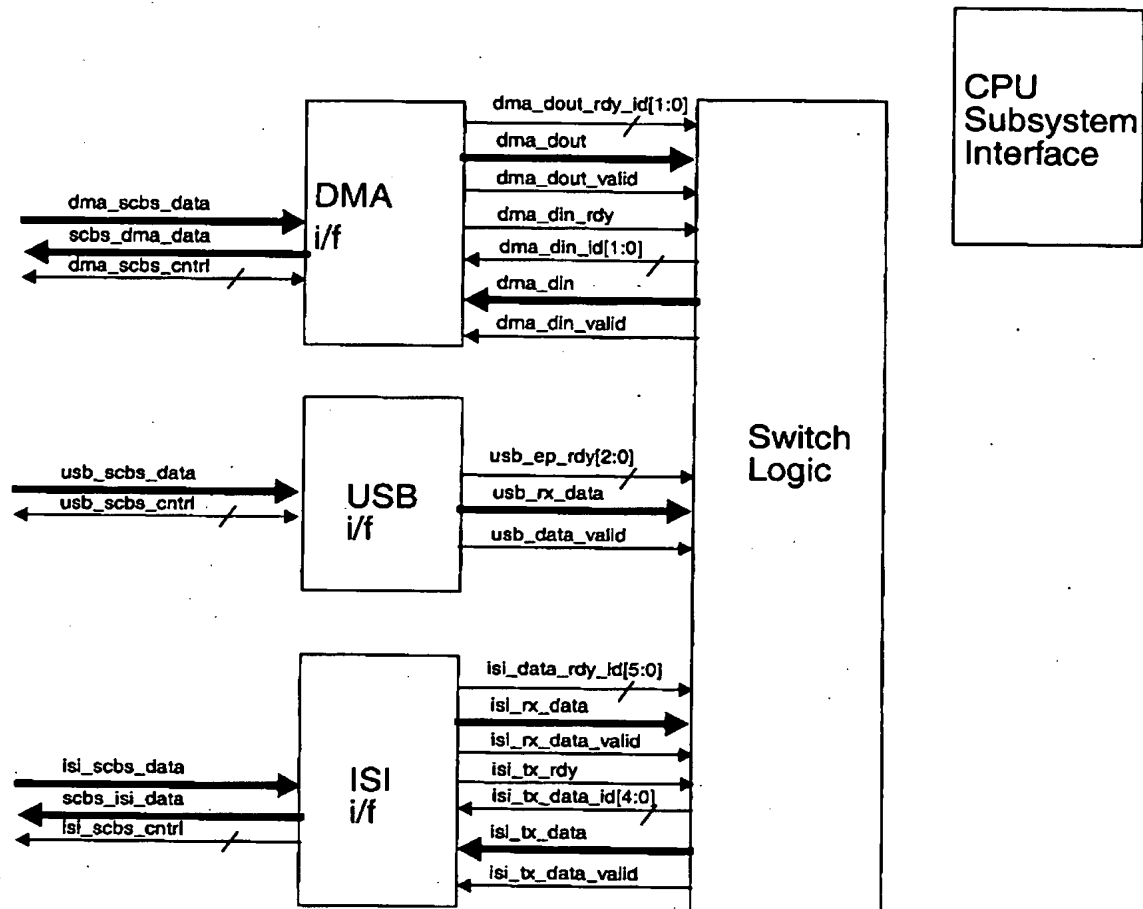 CPU
Subsystem
Interface
dma_dout_rdy_id[1:0]
dma_dout
dma_dout_valid
dma_din_rdy
dma_din_id[1:0]
dma_din
dma_din_valid
DMA
i/f
dma_scbs_data
scbs_dma_data
dma_scbs_cntrl
Switch
Logic
usb_ep_rdy[2:0]
usb_rx_data
usb_data_valid
USB
i/f
usb_scbs_data
usb_scbs_cntrl
isi_data_rdy_id[5:0]
isi_rx_data
isi_rx_data_valid
isi_tx_rdy
isi_tx_data_id[4:0]
isi_tx_data
isi_tx_data_valid
ISI
i/f
isi_scbs_data
scbs_isi_data
isi_scbs_cntrl